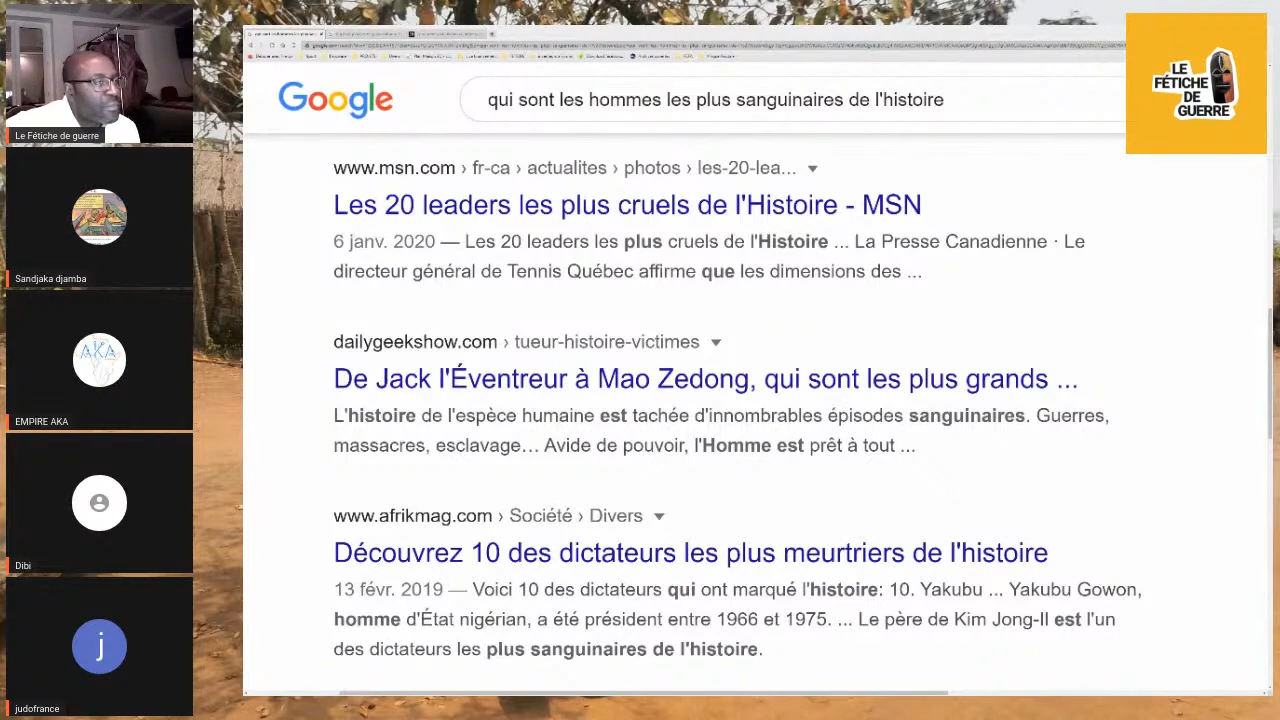 Le Fétiche de guerre
Sandjaka djamba
EMPIRE AKA
Dibi
j
judofrance
Google
qui sont les hommes les plus sanguinaires de l'histoire
LE
FÉTICHE
DE
GUERRE
www.msn.com › fr-ca › actualites › photos › les-20-lea...
Les 20 leaders les plus cruels de l'Histoire - MSN
6 janv. 2020 — Les 20 leaders les plus cruels de l'Histoire ... La Presse Canadienne · Le
directeur général de Tennis Québec affirme que les dimensions des ...
dailygeekshow.com › tueur-histoire-victimes
De Jack l'Éventreur à Mao Zedong, qui sont les plus grands ...
L'histoire de l'espèce humaine est tachée d'innombrables épisodes sanguinaires. Guerres,
massacres, esclavage… Avide de pouvoir, l'Homme est prêt à tout ...
www.afrikmag.com › Société › Divers
Découvrez 10 des dictateurs les plus meurtriers de l'histoire
13 févr. 2019 — Voici 10 des dictateurs qui ont marqué l'histoire: 10. Yakubu ... Yakubu Gowon,
homme d'État nigérian, a été président entre 1966 et 1975. ... Le père de Kim Jong-Il est l'un
des dictateurs les plus sanguinaires de l'histoire.